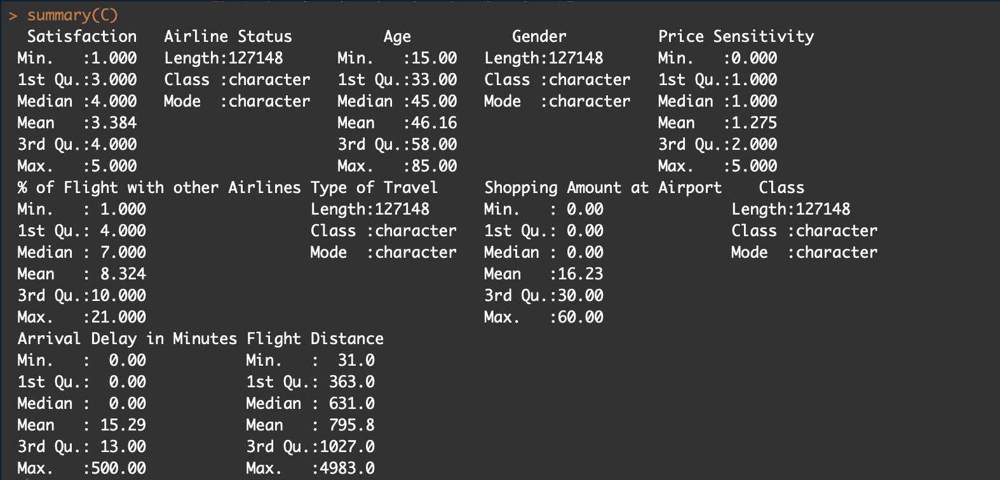 > summary(C)
  Satisfaction   Airline Status          Age           Gender          Price Sensitivity
 Min.   :1.000  Length:127148      Min.   :15.00   Length:127148      Min.   :0.000
 1st Qu.:3.000  Class :character   1st Qu.:33.00   Class :character   1st Qu.:1.000
 Median :4.000  Mode  :character   Median :45.00   Mode  :character   Median :1.000
 Mean   :3.384                     Mean   :46.16                      Mean   :1.275
 3rd Qu.:4.000                     3rd Qu.:58.00                      3rd Qu.:2.000
 Max.   :5.000                     Max.   :85.00                      Max.   :5.000
 % of Flight with other Airlines Type of Travel     Shopping Amount at Airport    Class
 Min.   : 1.000                  Length:127148      Min.   : 0.00              Length:127148
 1st Qu.: 4.000                  Class :character   1st Qu.: 0.00              Class :character
 Median : 7.000                  Mode  :character   Median : 0.00              Mode  :character
 Mean   : 8.324                                     Mean   :16.23
 3rd Qu.:10.000                                     3rd Qu.:30.00
 Max.   :21.000                                     Max.   :60.00
 Arrival Delay in Minutes Flight Distance
 Min.   :  0.00           Min.   :  31.0
 1st Qu.:  0.00           1st Qu.: 363.0
 Median :  0.00           Median : 631.0
 Mean   : 15.29           Mean   : 795.8
 3rd Qu.: 13.00           3rd Qu.:1027.0
 Max.   :500.00           Max.   :4983.0